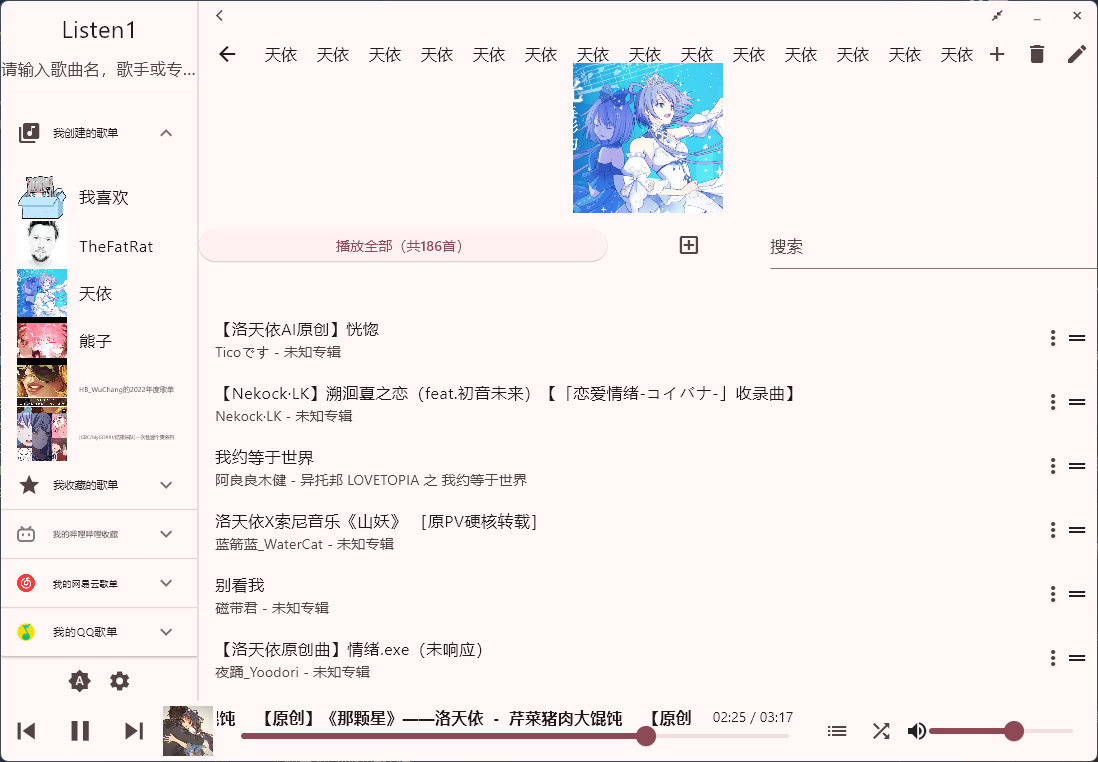 Listen1
请输入歌曲名，歌手或专...
我创建的歌单
我喜欢
TheFatRat
天依
熊子
HB_WuChang的2022年度歌单
我收藏的歌单
我的哔哩哔哩收藏
我的网易云歌单
我的QQ歌单
天依 天依 天依 天依 天依 天依 天依 天依 天依 天依 天依 天依 天依 天依
播放全部（共186首）
搜索
【洛天依AI原创】恍惚
Ticoです - 未知专辑
【Nekock·LK】溯洄夏之恋（feat.初音未来）【「恋爱情绪-コイバナ-」收录曲】
Nekock·LK - 未知专辑
我约等于世界
阿良良木健 - 异托邦 LOVETOPIA 之 我约等于世界
洛天依X索尼音乐《山妖》 ［原PV硬核转载］
蓝箭蓝_WaterCat - 未知专辑
别看我
磁带君 - 未知专辑
【洛天依原创曲】情绪.exe（未响应）
夜踊_Yoodori - 未知专辑
馄饨 【原创】《那颗星》——洛天依 - 芹菜猪肉大馄饨 【原创
02:25 / 03:17